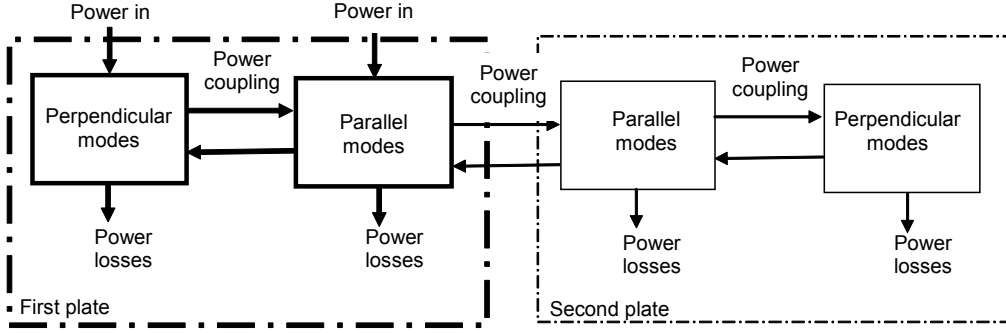 Power in
Power in
Power
coupling
Perpendicular
modes
Parallel
modes
Power
coupling
Parallel
modes
Power
coupling
Perpendicular
modes
Power
losses
Power
losses
Power
losses
Power
losses
First plate
Second plate